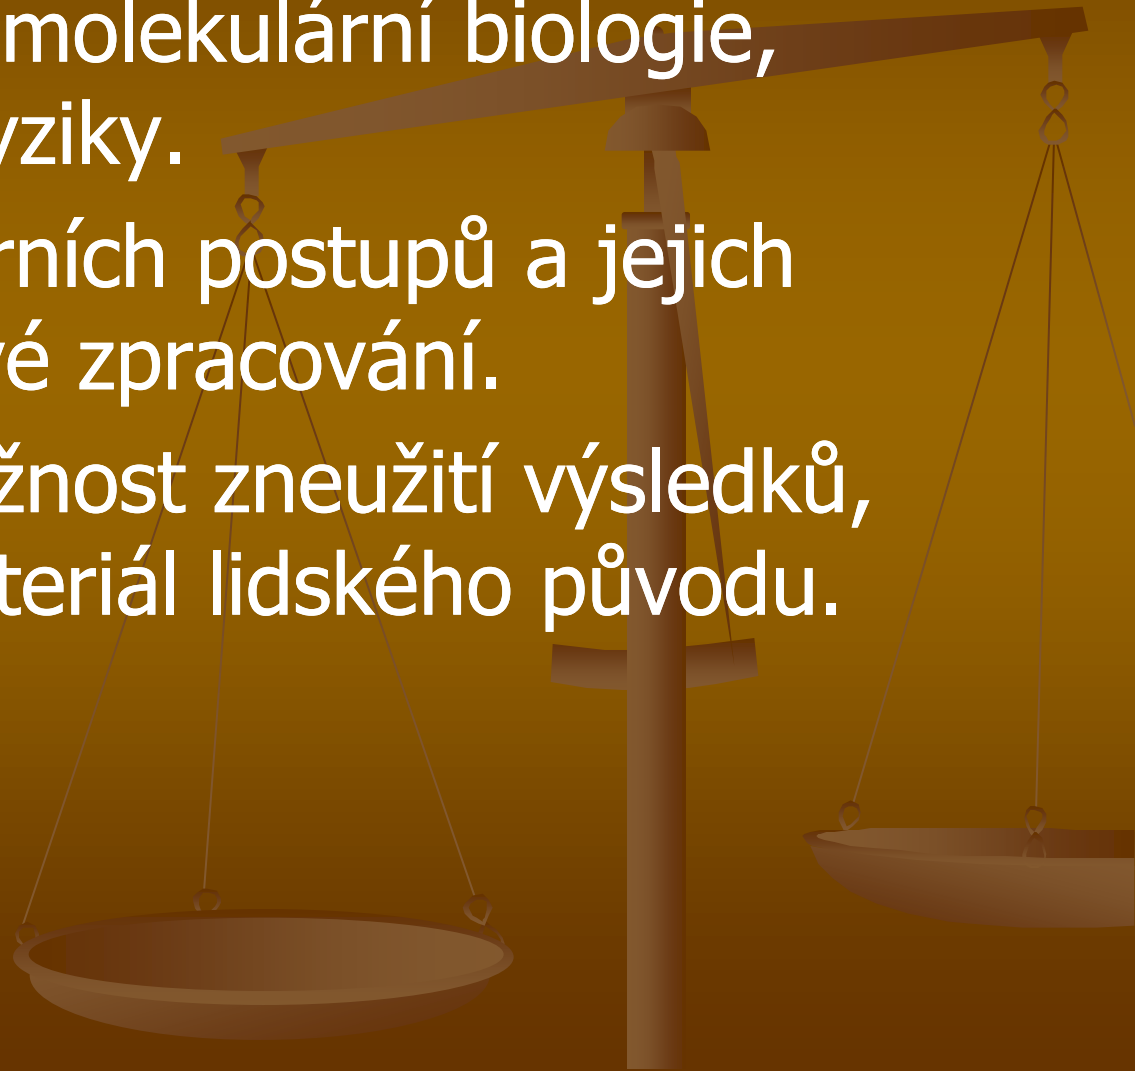 molekulární biologie,
yziky.
rních postupů a jejich
vé zpracování.
žnost zneužití výsledků,
teriál lidského původu.